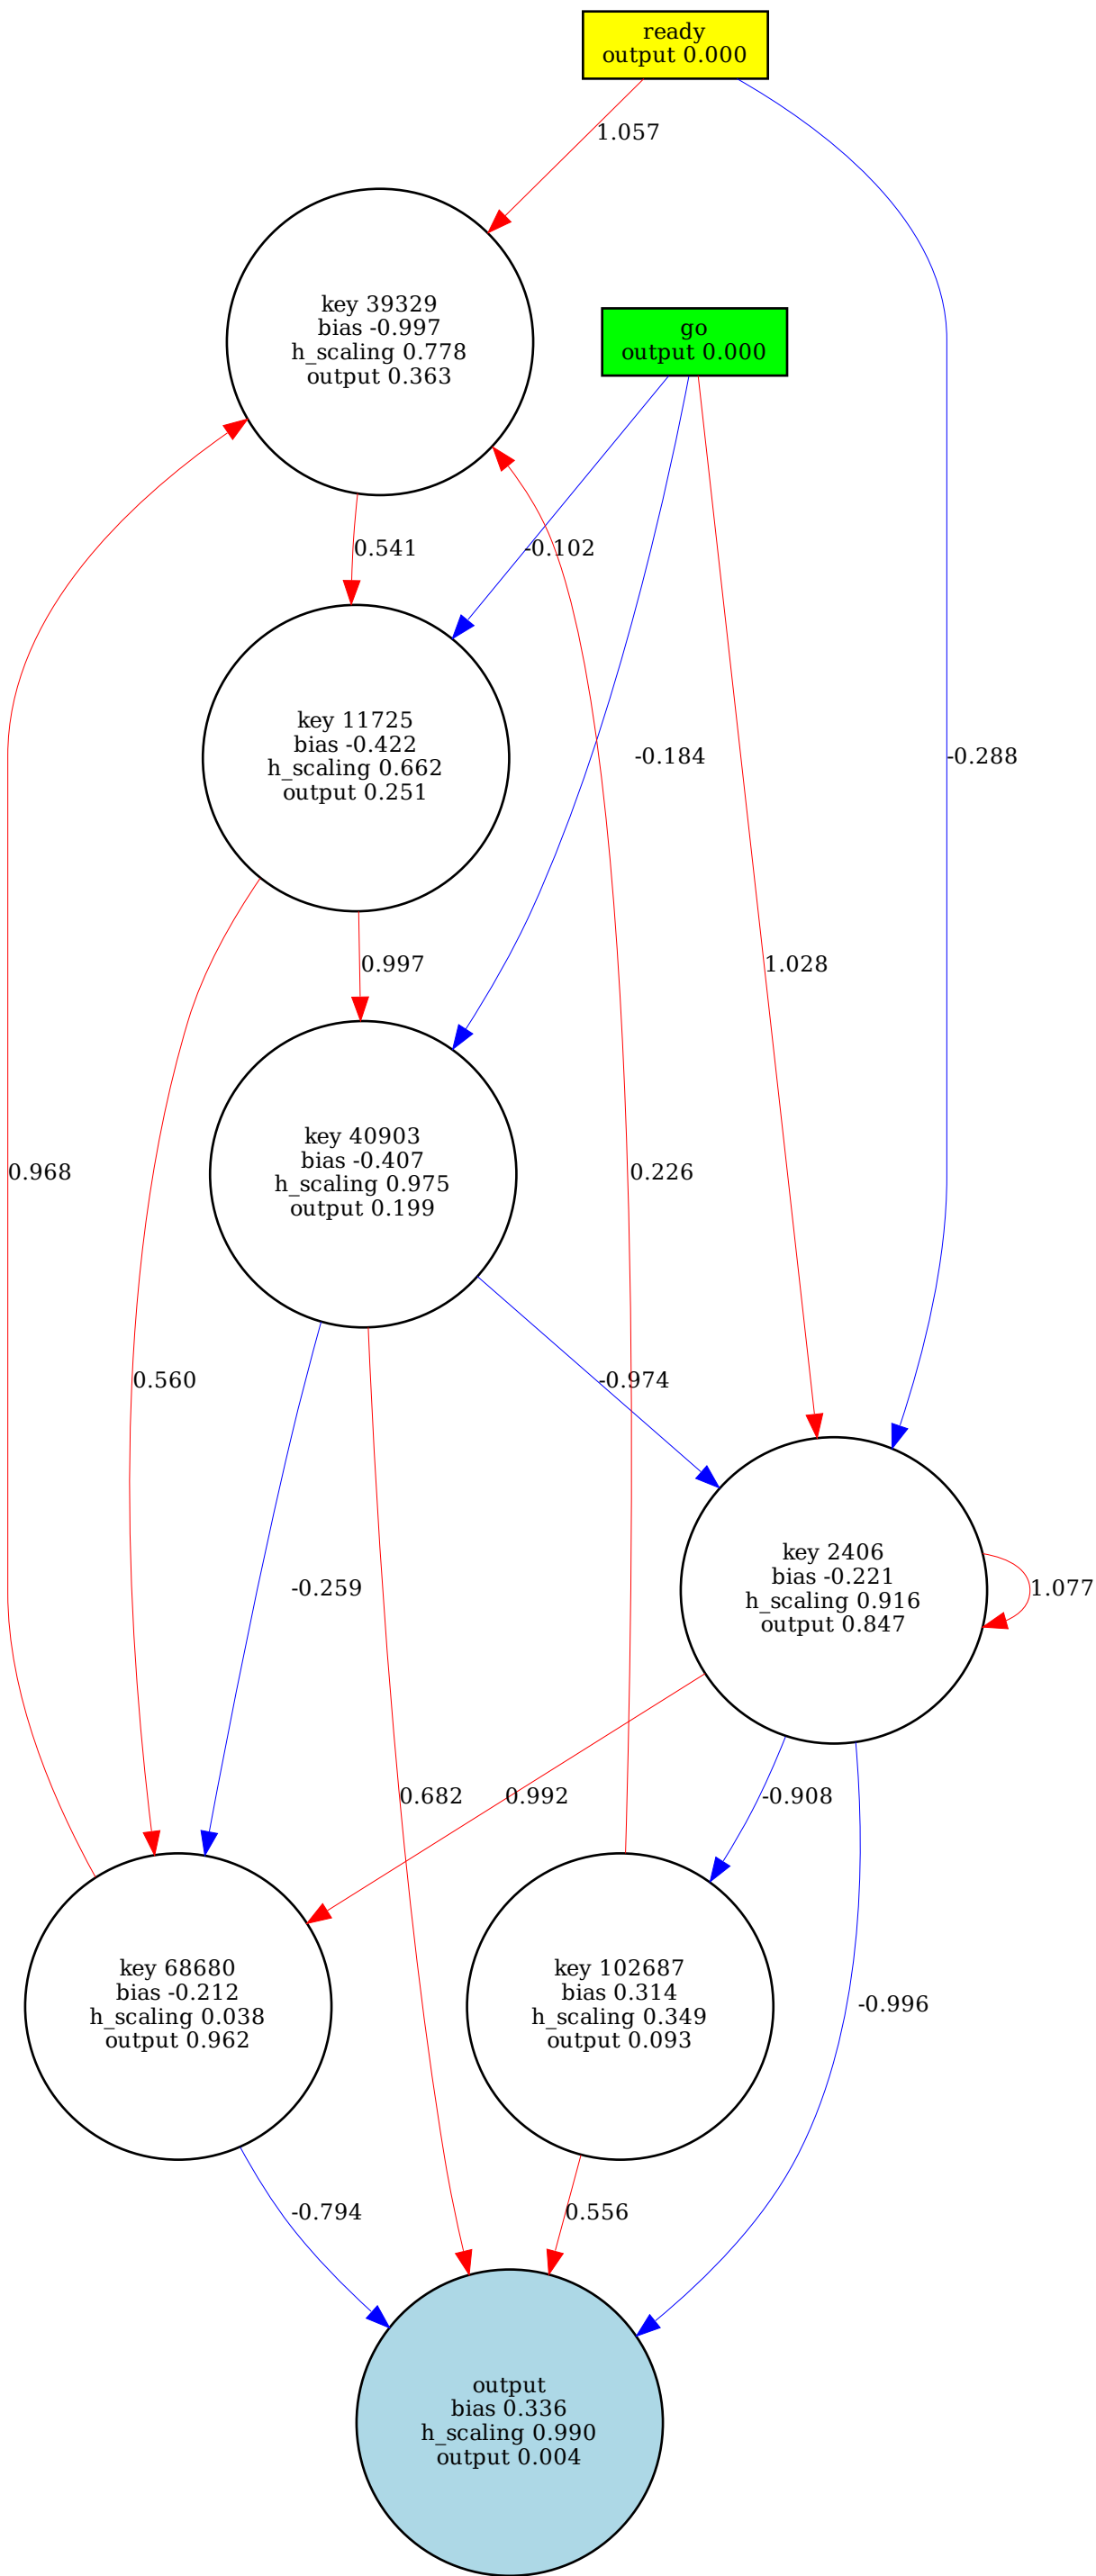 ready
output 0.000
1.057
key 39329
bias -0.997
h_scaling 0.778
output 0.363
go
output 0.000
0.541
-0.102
key 11725
bias -0.422
h_scaling 0.662
output 0.251
-0.184
-0.288
0.997
1.028
key 40903
bias -0.407
h_scaling 0.975
output 0.199
0.968
0.226
0.560
-0.974
key 2406
bias -0.221
h_scaling 0.916
output 0.847
-0.259
1.077
0.682
0.992
-0.908
key 68680
bias -0.212
h_scaling 0.038
output 0.962
key 102687
bias 0.314
h_scaling 0.349
output 0.093
-0.996
-0.794
0.556
output
bias 0.336
h_scaling 0.990
output 0.004